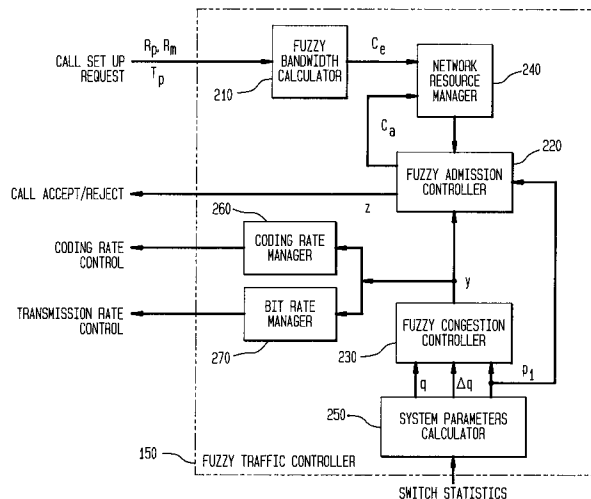 CALL SET UP
REQUEST
Rp, Rm
Tp
FUZZY
BANDWIDTH
CALCULATOR
210
Ce
NETWORK
RESOURCE
MANAGER
240
Ca
220
FUZZY ADMISSION
CONTROLLER
CALL ACCEPT/REJECT
z
260
CODING RATE
MANAGER
CODING RATE
CONTROL
y
BIT RATE
MANAGER
270
TRANSMISSION RATE
CONTROL
FUZZY CONGESTION
CONTROLLER
230
q
Δq
p1
250
SYSTEM PARAMETERS
CALCULATOR
150
FUZZY TRAFFIC CONTROLLER
SWITCH STATISTICS